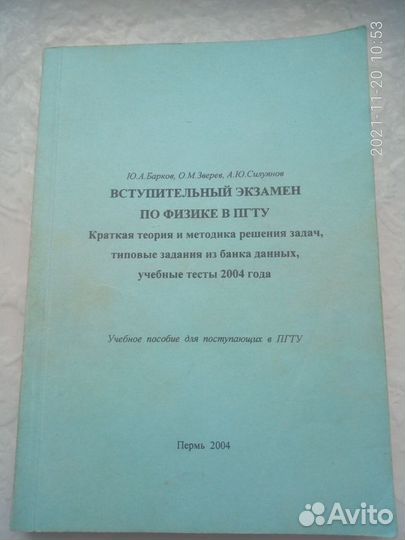 2021-11-20 10:53
Ю.А.Барков, О.М.Зверев, А.Ю.Силуянов
ВСТУПИТЕЛЬНЫЙ ЭКЗАМЕН
ПО ФИЗИКЕ В ПГТУ
Краткая теория и методика решения задач,
типовые задания из банка данных,
учебные тесты 2004 года
Учебное пособие для поступающих в ПГТУ
Пермь 2004
Avito